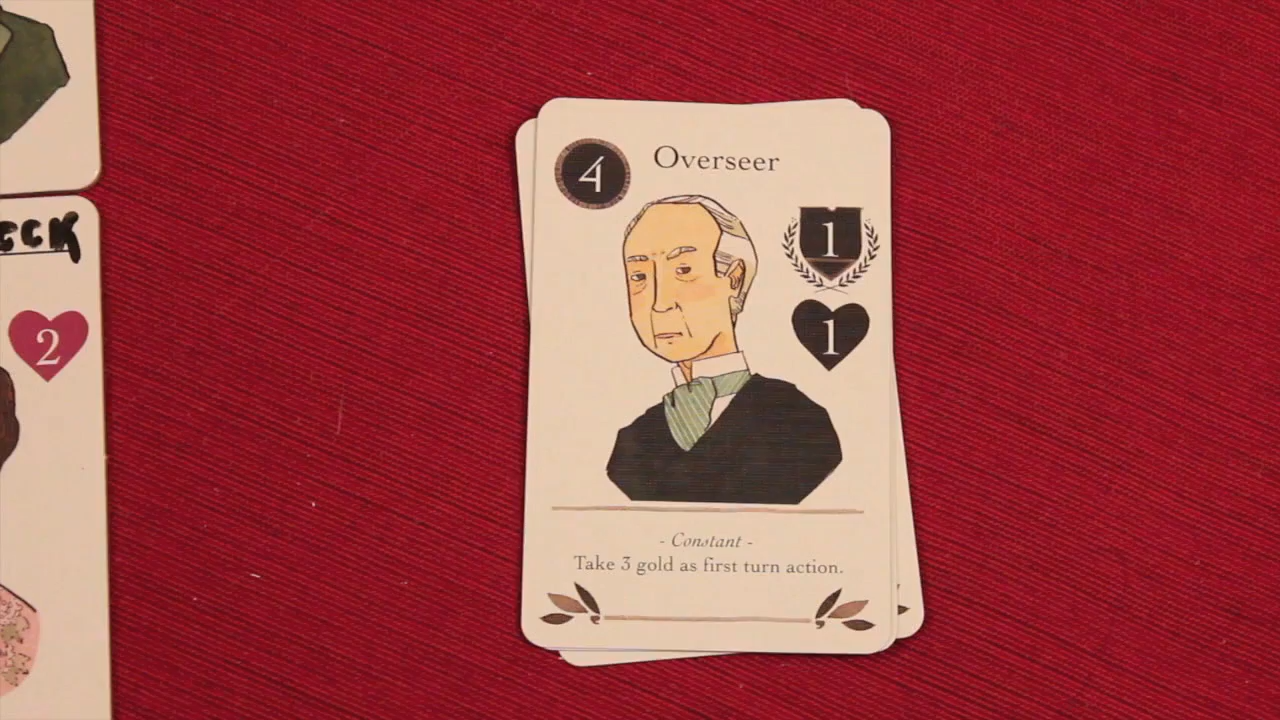 4
Overseer
1
1
- Constant -
Take 3 gold as first turn action.
2